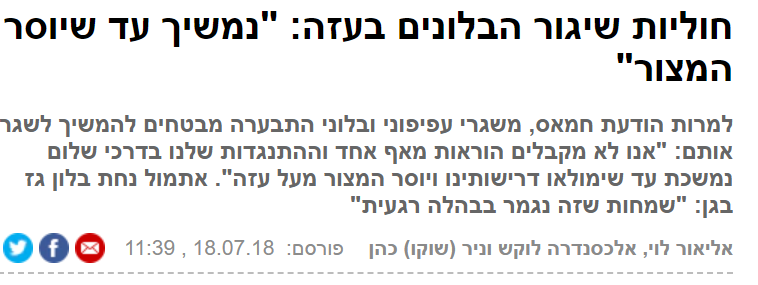 חוליות שיגור הבלונים בעזה: "נמשיך עד שיוסר
המצור"
למרות הודעת חמאס, משגרי עפיפוני ובלוני התבערה מבטחים להמשיך לשגר
אותם: "אנו לא מקבלים הוראות מאף אחד וההתנגדות שלנו בדרכי שלום
נמשכת עד שימולאו דרישותינו ויוסר המצור מעל עזה". אתמול נחת בלון גז
בגן: "שמחות שזה נגמר בבהלה רגעית"
אליאור לוי, אלכסנדרה לוקש וניר (שוקו) כהן פורסם: 18.07.18 , 11:39